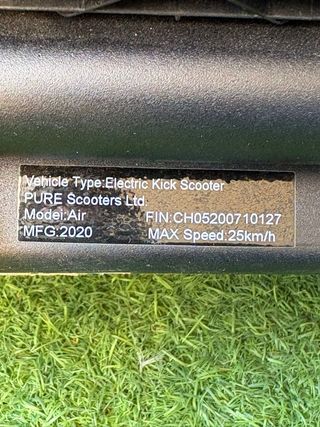 Vehicle Type:Electric Kick Scooter
PURE Scooters Ltd.
Model:Air FIN:CH05200710127
MFG:2020 MAX Speed:25km/h